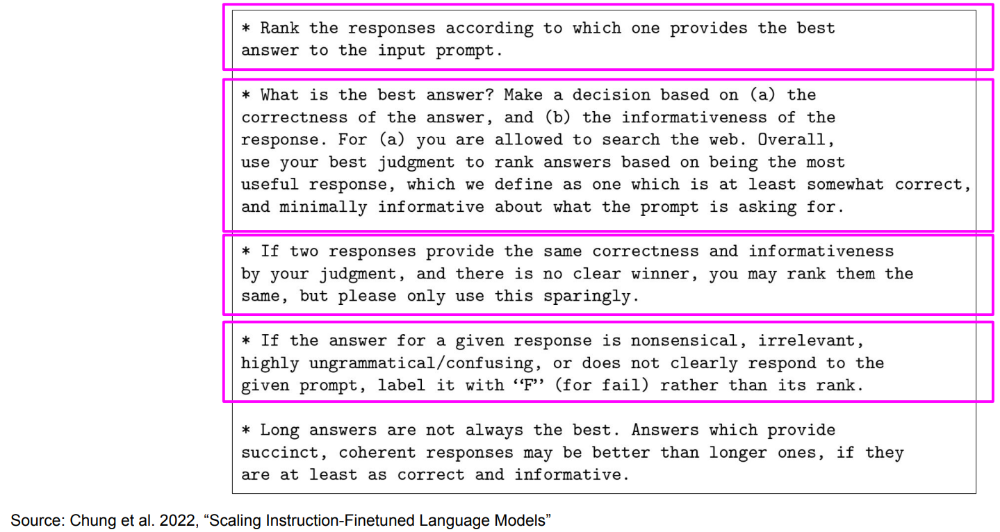 * Rank the responses according to which one provides the best
answer to the input prompt.
* What is the best answer? Make a decision based on (a) the
correctness of the answer, and (b) the informativeness of the
response. For (a) you are allowed to search the web. Overall,
use your best judgment to rank answers based on being the most
useful response, which we define as one which is at least somewhat correct,
and minimally informative about what the prompt is asking for.
* If two responses provide the same correctness and informativeness
by your judgment, and there is no clear winner, you may rank them the
same, but please only use this sparingly.
* If the answer for a given response is nonsensical, irrelevant,
highly ungrammatical/confusing, or does not clearly respond to the
given prompt, label it with “F” (for fail) rather than its rank.
* Long answers are not always the best. Answers which provide
succinct, coherent responses may be better than longer ones, if they
are at least as correct and informative.
Source: Chung et al. 2022, “Scaling Instruction-Finetuned Language Models”